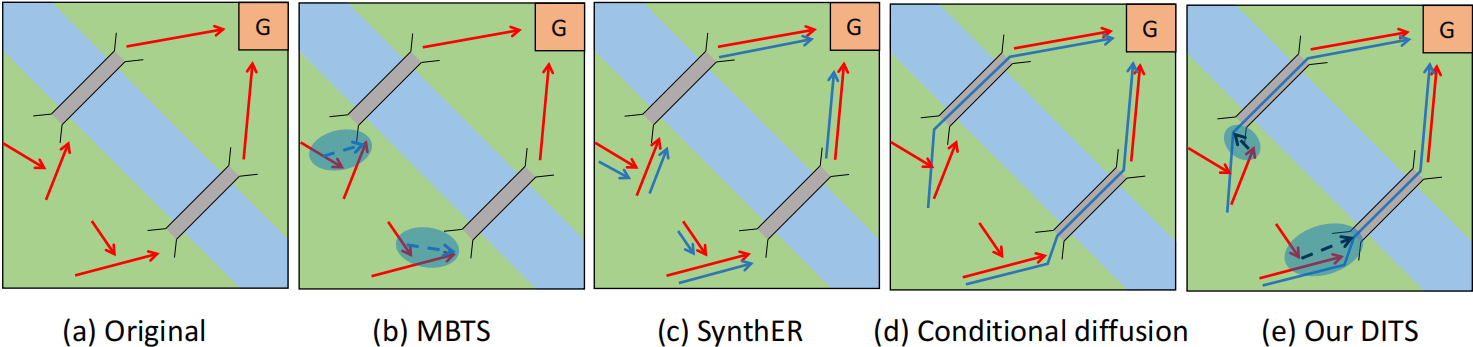 G G G G G
(a) Original (b) MBTS (c) SynthER (d) Conditional diffusion (e) Our DITS